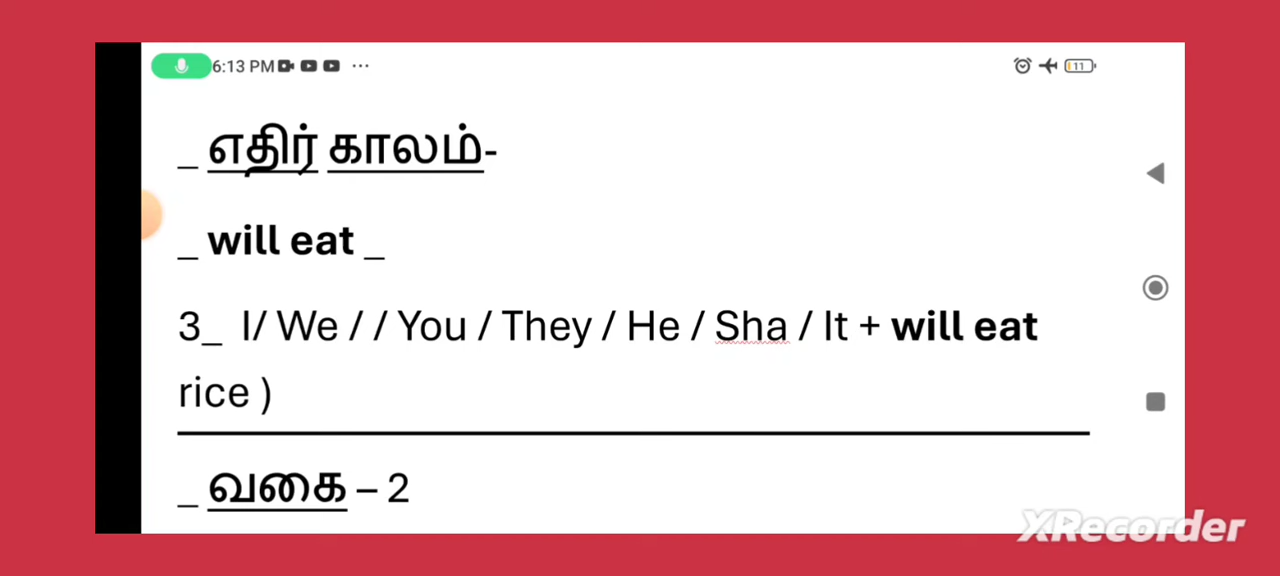 6:13 PM ...
11
_ எதிர் காலம்-
_ will eat _
3_ I/ We / / You / They / He / Sha / It + will eat
rice )
_ வகை – 2
XRecorder